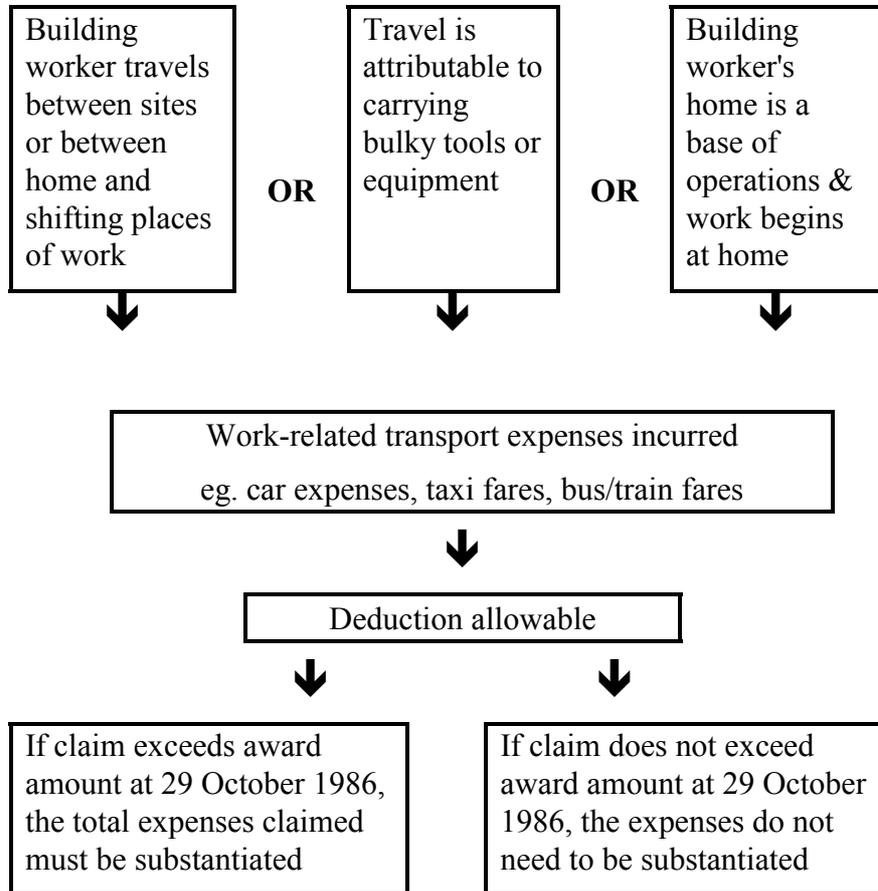 Building
worker travels
between sites
or between
home and
shifting places
of work
OR
Travel is
attributable to
carrying
bulky tools or
equipment
OR
Building
worker's
home is a
base of
operations &
work begins
at home
Work-related transport expenses incurred
eg. car expenses, taxi fares, bus/train fares
Deduction allowable
If claim exceeds award
amount at 29 October 1986,
the total expenses claimed
must be substantiated
If claim does not exceed
award amount at 29 October
1986, the expenses do not
need to be substantiated